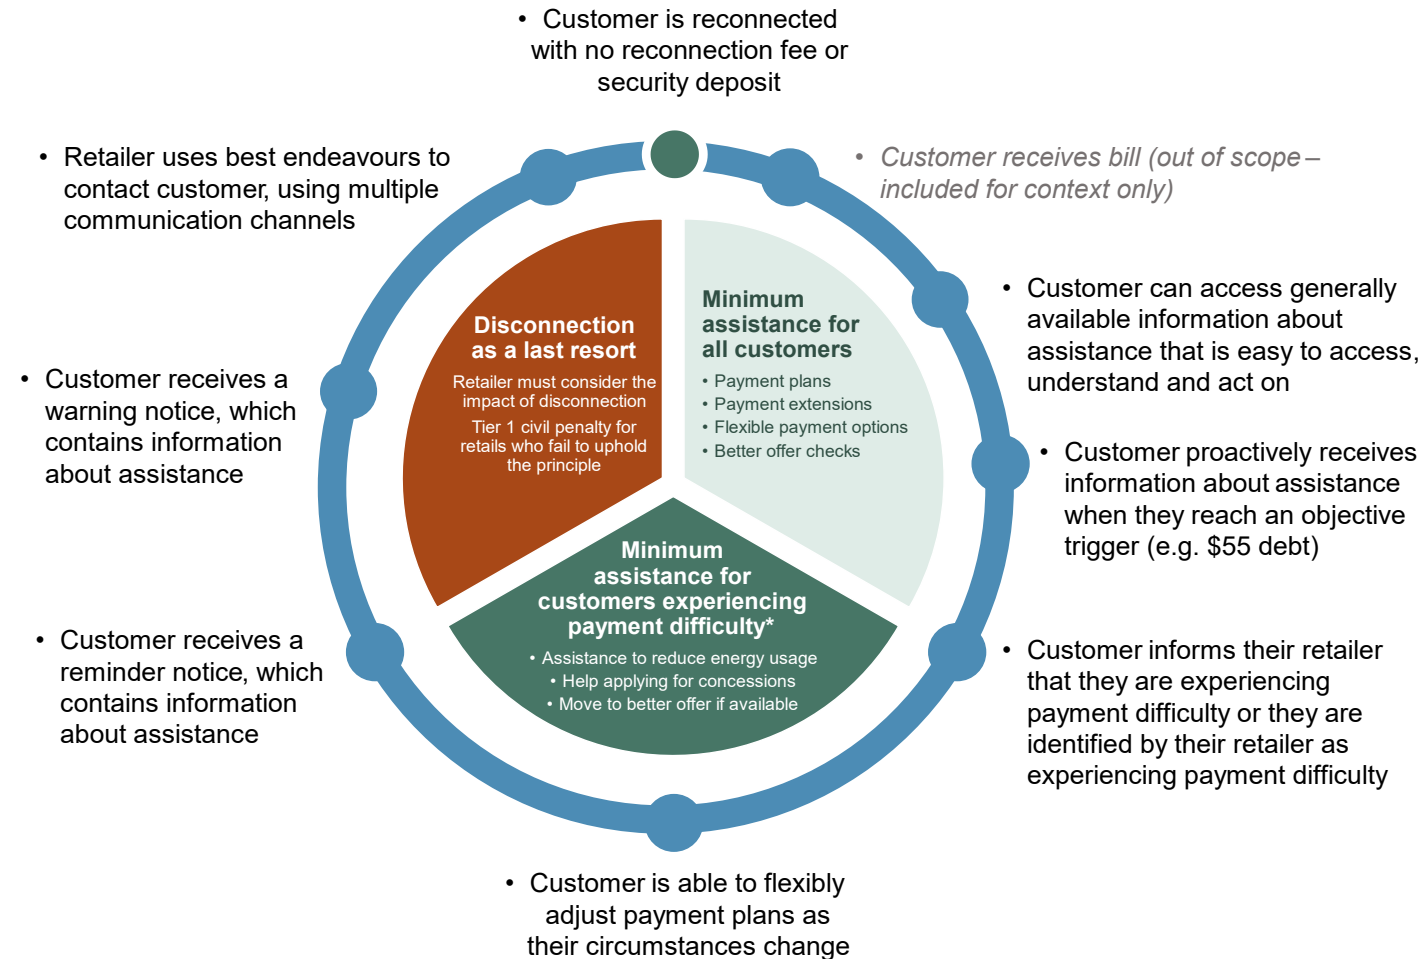 • Customer is reconnected
with no reconnection fee or
security deposit
• Customer receives bill (out of scope –
included for context only)
• Customer can access generally
available information about
assistance that is easy to access,
understand and act on
• Customer proactively receives
information about assistance
when they reach an objective
trigger (e.g. $55 debt)
• Customer informs their retailer
that they are experiencing
payment difficulty or they are
identified by their retailer as
experiencing payment difficulty
• Customer is able to flexibly
adjust payment plans as
their circumstances change
• Customer receives a
reminder notice, which
contains information
about assistance
• Customer receives a
warning notice, which
contains information
about assistance
• Retailer uses best endeavours to
contact customer, using multiple
communication channels
Minimum
assistance for
all customers
• Payment plans
• Payment extensions
• Flexible payment options
• Better offer checks
Minimum
assistance for
customers experiencing
payment difficulty*
• Assistance to reduce energy usage
• Help applying for concessions
• Move to better offer if available
Disconnection
as a last resort
Retailer must consider the
impact of disconnection
Tier 1 civil penalty for
retails who fail to uphold
the principle